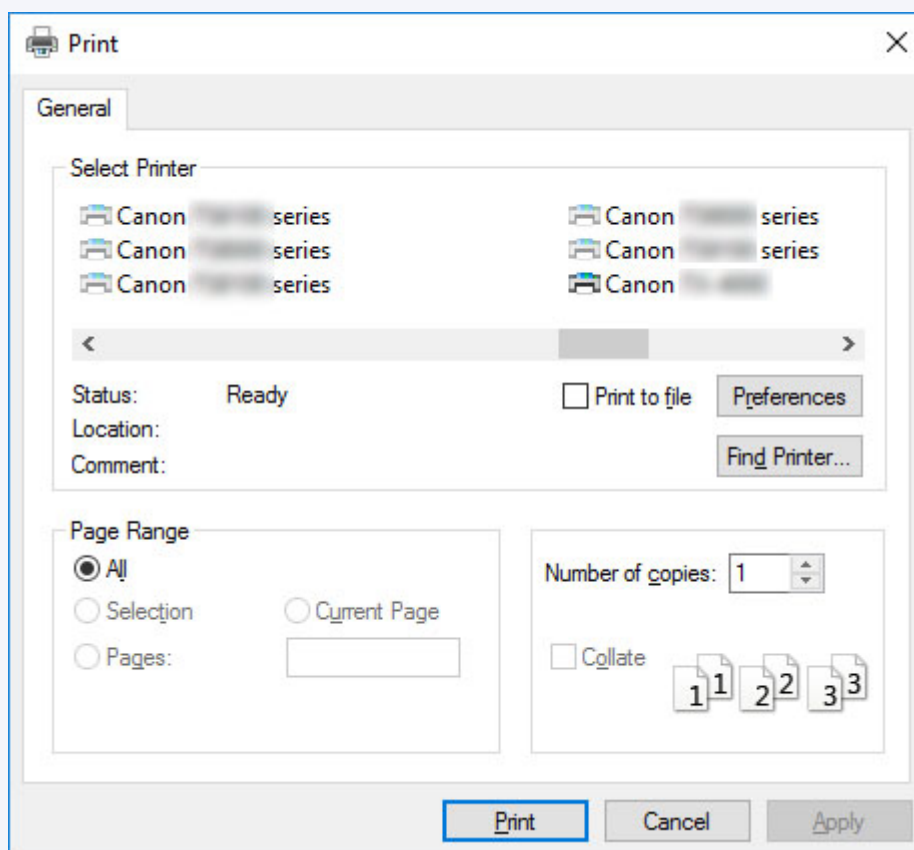 Print
General
Select Printer
Canon series Canon series
Canon series Canon series
Canon series Canon
Status: Ready Print to file Preferences
Location:
Comment: Find Printer...
Page Range
All
Selection Current Page
Pages:
Number of copies: 1
Collate
1 1 2 2 3 3
Print Cancel Apply